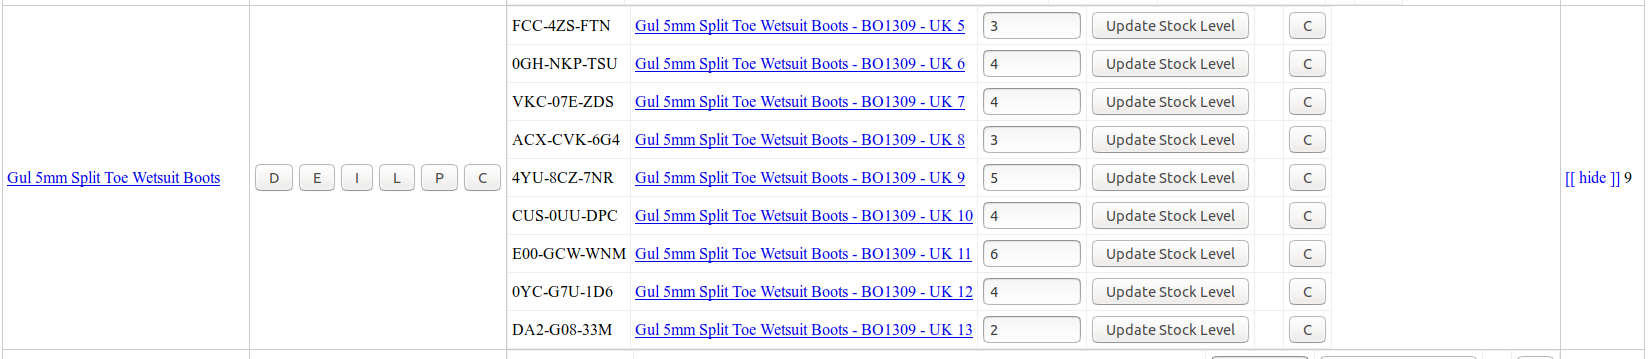 FCC-4ZS-FTN Gul 5mm Split Toe Wetsuit Boots - BO1309 - UK 5 3 Update Stock Level C
0GH-NKP-TSU Gul 5mm Split Toe Wetsuit Boots - BO1309 - UK 6 4 Update Stock Level C
VKC-07E-ZDS Gul 5mm Split Toe Wetsuit Boots - BO1309 - UK 7 4 Update Stock Level C
ACX-CVK-6G4 Gul 5mm Split Toe Wetsuit Boots - BO1309 - UK 8 3 Update Stock Level C
Gul 5mm Split Toe Wetsuit Boots D E I L P C 4YU-8CZ-7NR Gul 5mm Split Toe Wetsuit Boots - BO1309 - UK 9 5 Update Stock Level C [[ hide ]] 9
CUS-0UU-DPC Gul 5mm Split Toe Wetsuit Boots - BO1309 - UK 10 4 Update Stock Level C
E00-GCW-WNM Gul 5mm Split Toe Wetsuit Boots - BO1309 - UK 11 6 Update Stock Level C
0YC-G7U-1D6 Gul 5mm Split Toe Wetsuit Boots - BO1309 - UK 12 4 Update Stock Level C
DA2-G08-33M Gul 5mm Split Toe Wetsuit Boots - BO1309 - UK 13 2 Update Stock Level C